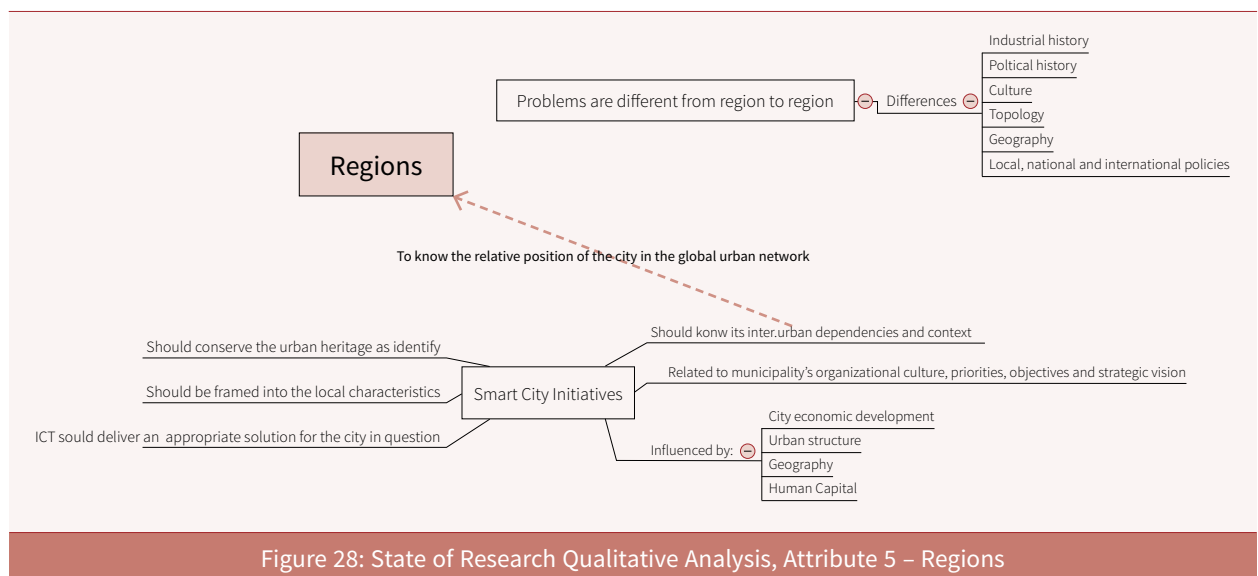 Industrial history
Poltical history
Problems are different from region to region
Differences
Culture
Topology
Geography
Local, national and international policies
Regions
To know the relative position of the city in the global urban network
Should konw its inter.urban dependencies and context
Should conserve the urban heritage as identify
Related to municipality's organizational culture, priorities, objectives and strategic vision
Should be framed into the local characteristics
Smart City Initiatives
ICT sould deliver an appropriate solution for the city in question
Influenced by:
City economic development
Urban structure
Geography
Human Capital
Figure 28: State of Research Qualitative Analysis, Attribute 5 – Regions